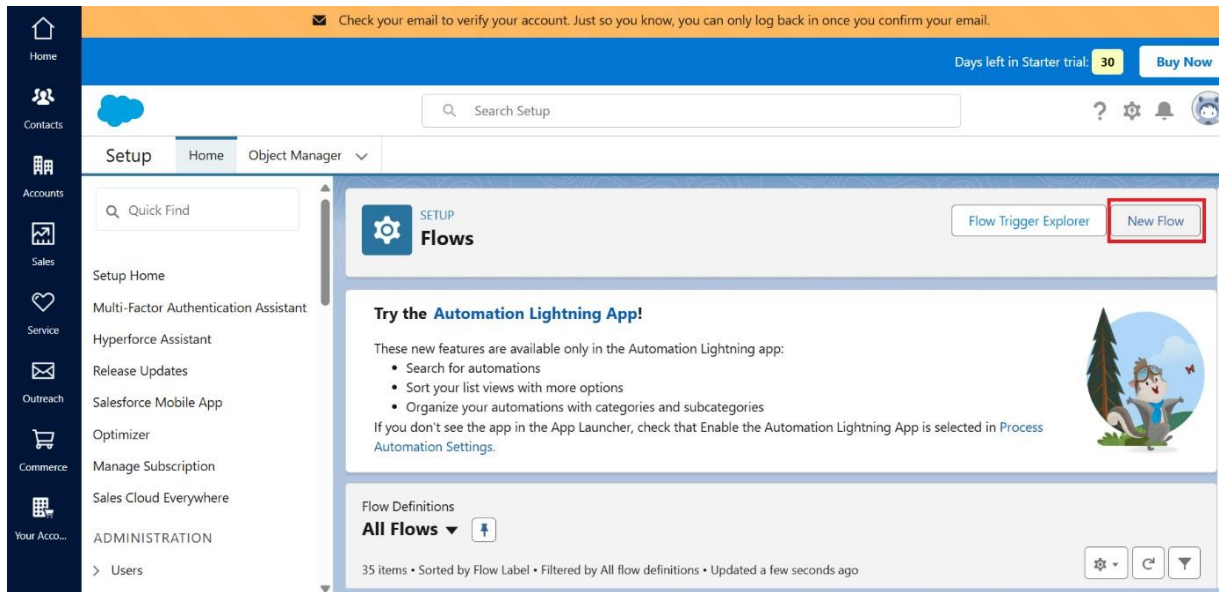 Check your email to verify your account. Just so you know, you can only log back in once you confirm your email.
Days left in Starter trial: 30
Buy Now
Home
Contacts
Accounts
Sales
Service
Outreach
Commerce
Your Acco...
Search Setup
Setup
Home
Object Manager
Quick Find
Setup Home
Multi-Factor Authentication Assistant
Hyperforce Assistant
Release Updates
Salesforce Mobile App
Optimizer
Manage Subscription
Sales Cloud Everywhere
ADMINISTRATION
Users
SETUP
Flows
Flow Trigger Explorer
New Flow
Try the Automation Lightning App!
These new features are available only in the Automation Lightning app:
• Search for automations
• Sort your list views with more options
• Organize your automations with categories and subcategories
If you don't see the app in the App Launcher, check that Enable the Automation Lightning App is selected in Process
Automation Settings.
Flow Definitions
All Flows
35 items • Sorted by Flow Label • Filtered by All flow definitions • Updated a few seconds ago